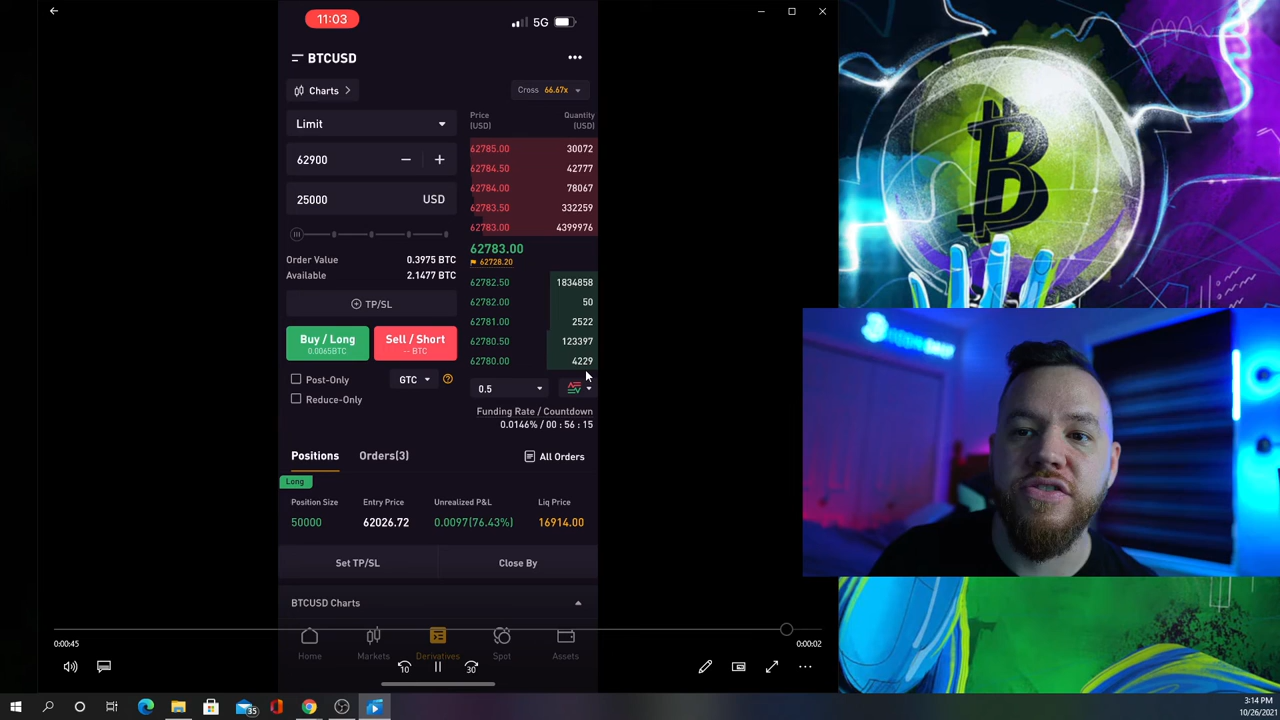 11:03
5G
BTCUSD
Charts
Cross 66.67x
Limit
62900
25000 USD
Order Value 0.3975 BTC
Available 2.1477 BTC
TP/SL
Buy / Long
0.0065BTC
Sell / Short
-- BTC
Post-Only
GTC
Reduce-Only
Price
(USD)
Quantity
(USD)
62785.00 30072
62784.50 42777
62784.00 78067
62783.50 332259
62783.00 4399976
62783.00
62728.20
62782.50 1834858
62782.00 50
62781.00 2522
62780.50 123397
62780.00 4229
0.5
Funding Rate / Countdown
0.0146% / 00 : 56 : 15
Positions Orders(3) All Orders
Long
Position Size Entry Price Unrealized P&L Liq Price
50000 62026.72 0.0097(76.43%) 16914.00
Set TP/SL Close By
BTCUSD Charts
Home Markets Derivatives Spot Assets
0:00:45 0:00:02
10 30
35
3:14 PM
10/26/2021